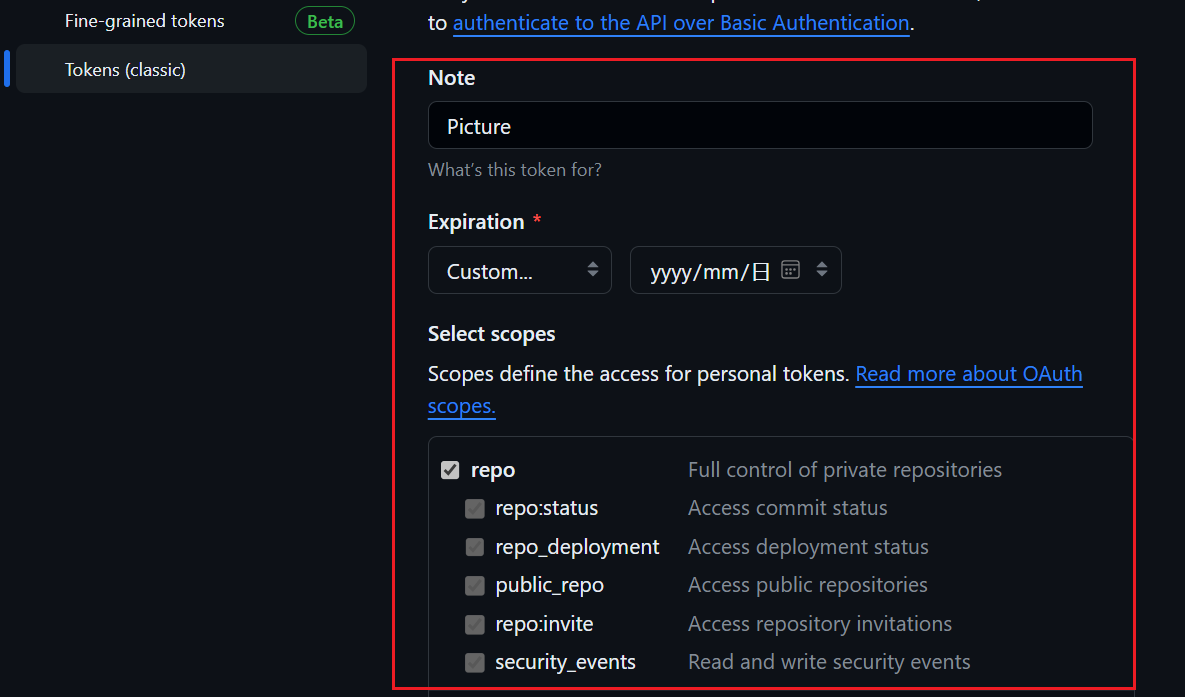 Fine-grained tokens
Beta
Tokens (classic)
to authenticate to the API over Basic Authentication.
Note
Picture
What's this token for?
Expiration *
Custom...
yyyy/mm/日
Select scopes
Scopes define the access for personal tokens. Read more about OAuth
scopes.
repo Full control of private repositories
repo:status Access commit status
repo_deployment Access deployment status
public_repo Access public repositories
repo:invite Access repository invitations
security_events Read and write security events